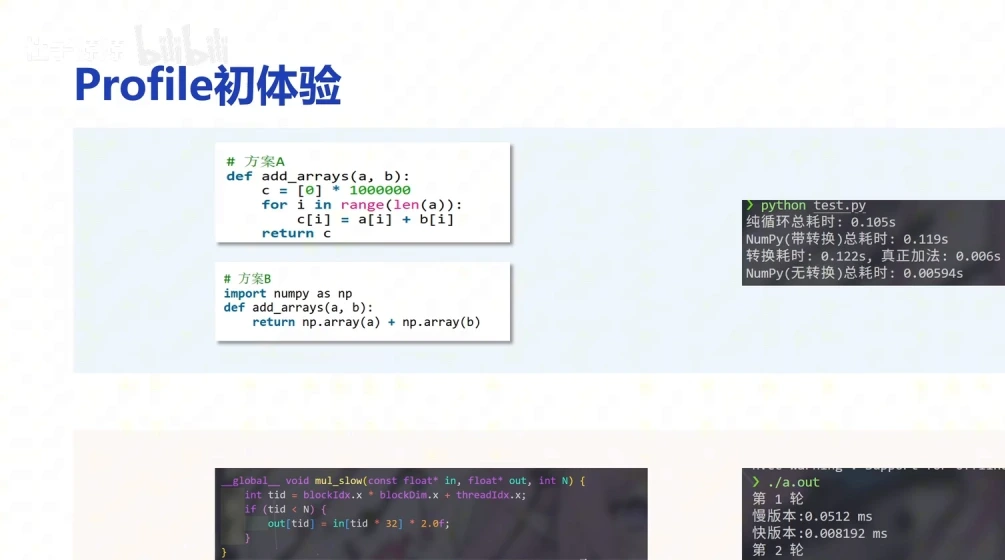 bilibili
Profile初体验
# 方案A
def add_arrays(a, b):
c = [0] * 1000000
for i in range(len(a)):
c[i] = a[i] + b[i]
return c
# 方案B
import numpy as np
def add_arrays(a, b):
return np.array(a) + np.array(b)
❯ python test.py
纯循环总耗时: 0.105s
NumPy(带转换)总耗时: 0.119s
转换耗时: 0.122s, 真正加法: 0.006s
NumPy(无转换)总耗时: 0.00594s
__global__ void mul_slow(const float* in, float* out, int N) {
int tid = blockIdx.x * blockDim.x + threadIdx.x;
if (tid < N) {
out[tid] = in[tid * 32] * 2.0f;
}
}
❯ ./a.out
第 1 轮
慢版本:0.0512 ms
快版本:0.008192 ms
第 2 轮